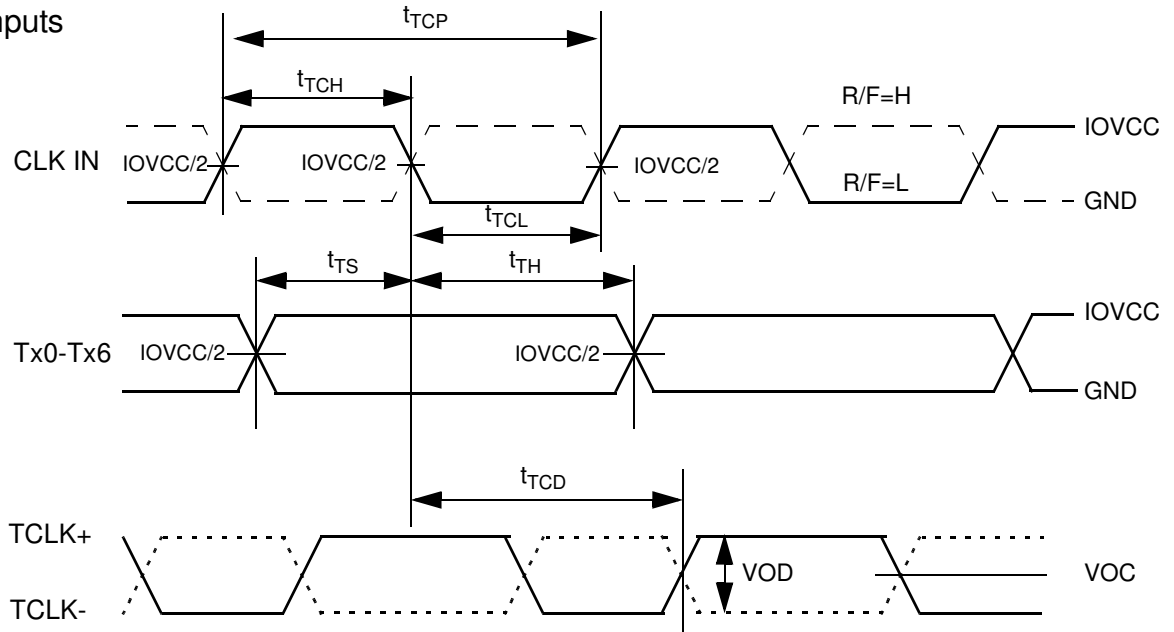 nputs
tTCP
tTCH
R/F=H
IOVCC
CLK IN
IOVCC/2
IOVCC/2
IOVCC/2
R/F=L
GND
tTCL
tTS
tTH
IOVCC
Tx0-Tx6
IOVCC/2
IOVCC/2
GND
tTCD
TCLK+
VOD
VOC
TCLK-